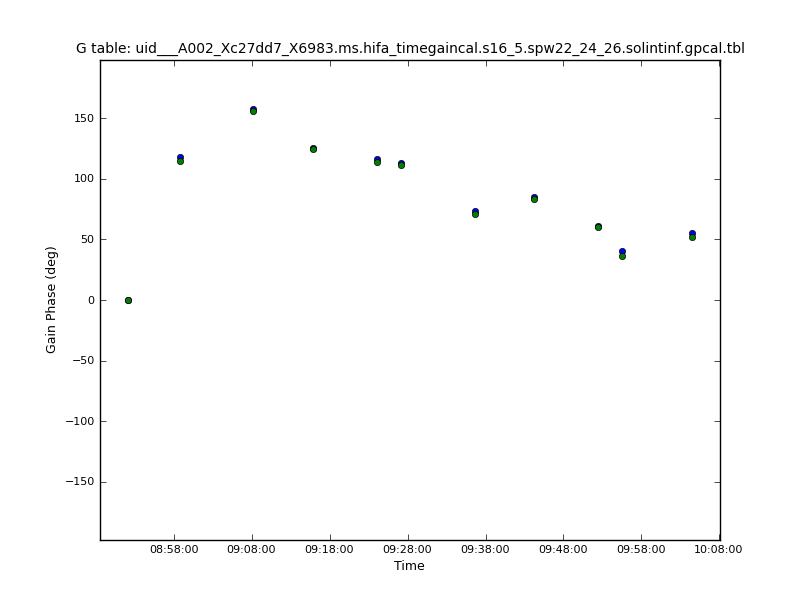 G table: uid___A002_Xc27dd7_X6983.ms.hifa_timegaincal.s16_5.spw22_24_26.solintinf.gpcal.tbl
150
100
50
0
−50
−100
−150
Gain Phase (deg)
08:58:00 09:08:00 09:18:00 09:28:00 09:38:00 09:48:00 09:58:00 10:08:00
Time